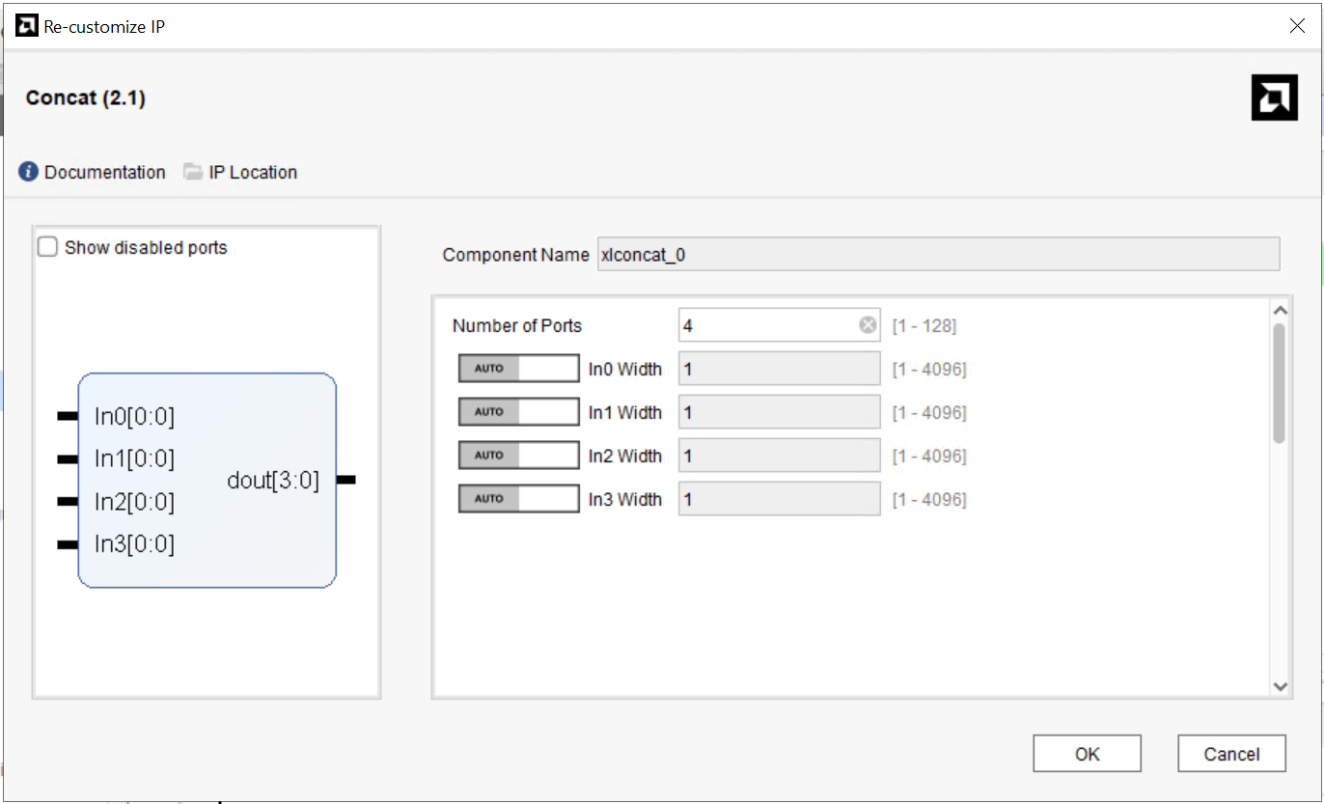 Re-customize IP
Concat (2.1)
Documentation IP Location
Show disabled ports
In0[0:0]
In1[0:0]
In2[0:0]
In3[0:0]
dout[3:0]
Component Name xlconcat_0
Number of Ports 4 [1 - 128]
AUTO In0 Width 1 [1 - 4096]
AUTO In1 Width 1 [1 - 4096]
AUTO In2 Width 1 [1 - 4096]
AUTO In3 Width 1 [1 - 4096]
OK Cancel